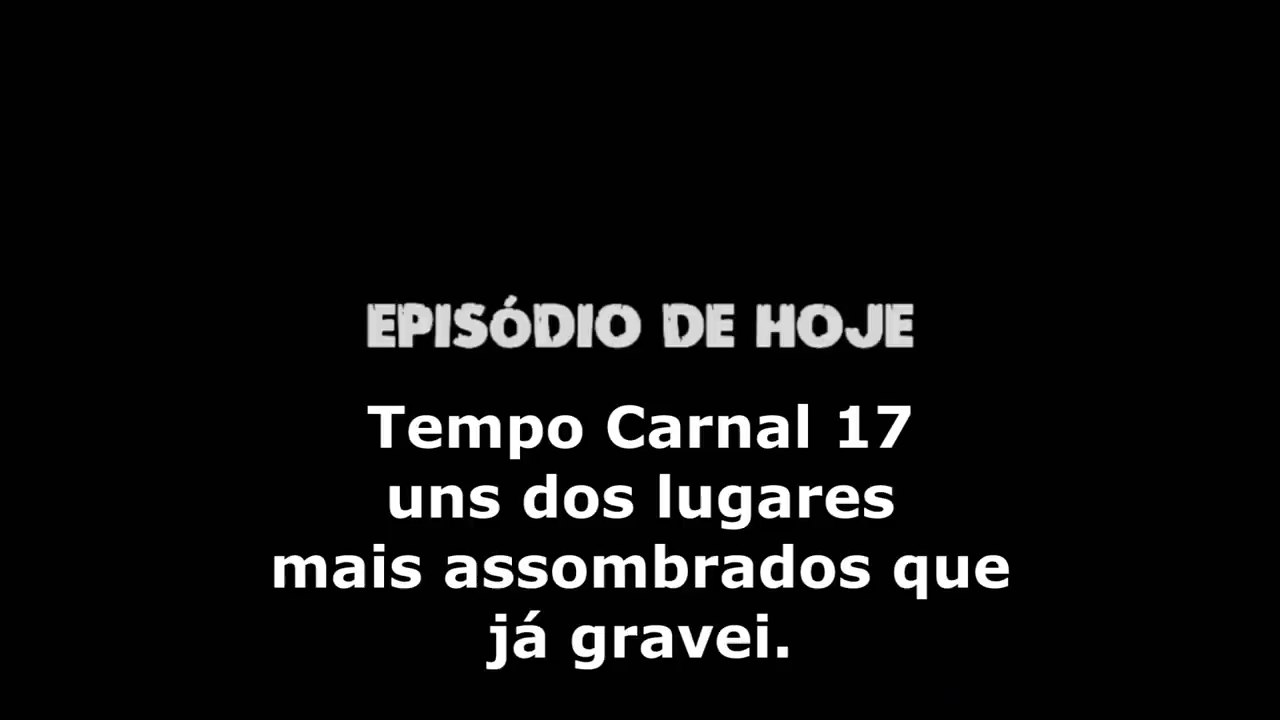 EPISÓDIO DE HOJE
Tempo Carnal 17
uns dos lugares
mais assombrados que
já gravei.